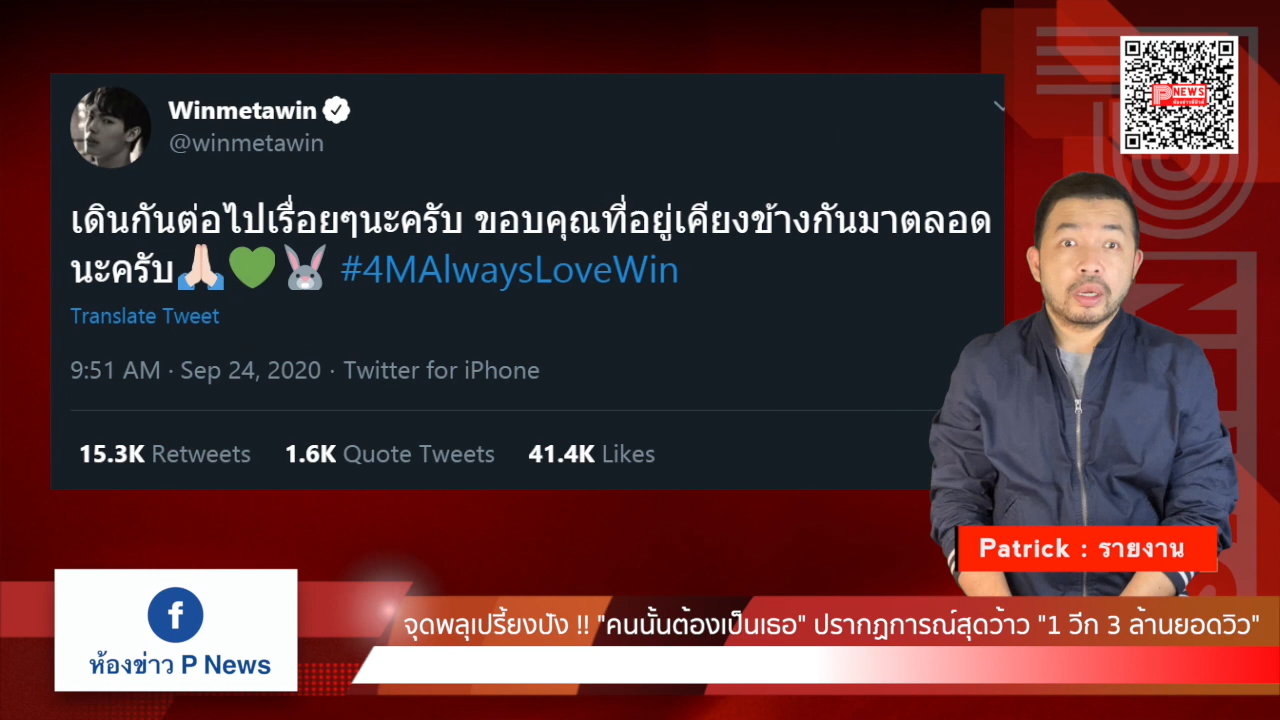 Winmetawin
@winmetawin
เดินกันต่อไปเรื่อยๆนะครับ ขอบคุณที่อยู่เคียงข้างกันมาตลอด
นะครับ🙏🏻💚🐰 #4MAlwaysLoveWin
Translate Tweet
9:51 AM · Sep 24, 2020 · Twitter for iPhone
15.3K Retweets 1.6K Quote Tweets 41.4K Likes
P NEWS
Patrick : รายงาน
f
ห้องข่าว P News
จุดพลุเปรี้ยงปัง !! "คนนั้นต้องเป็นเธอ" ปรากฏการณ์สุดว้าว "1 วีก 3 ล้านยอดวิว"